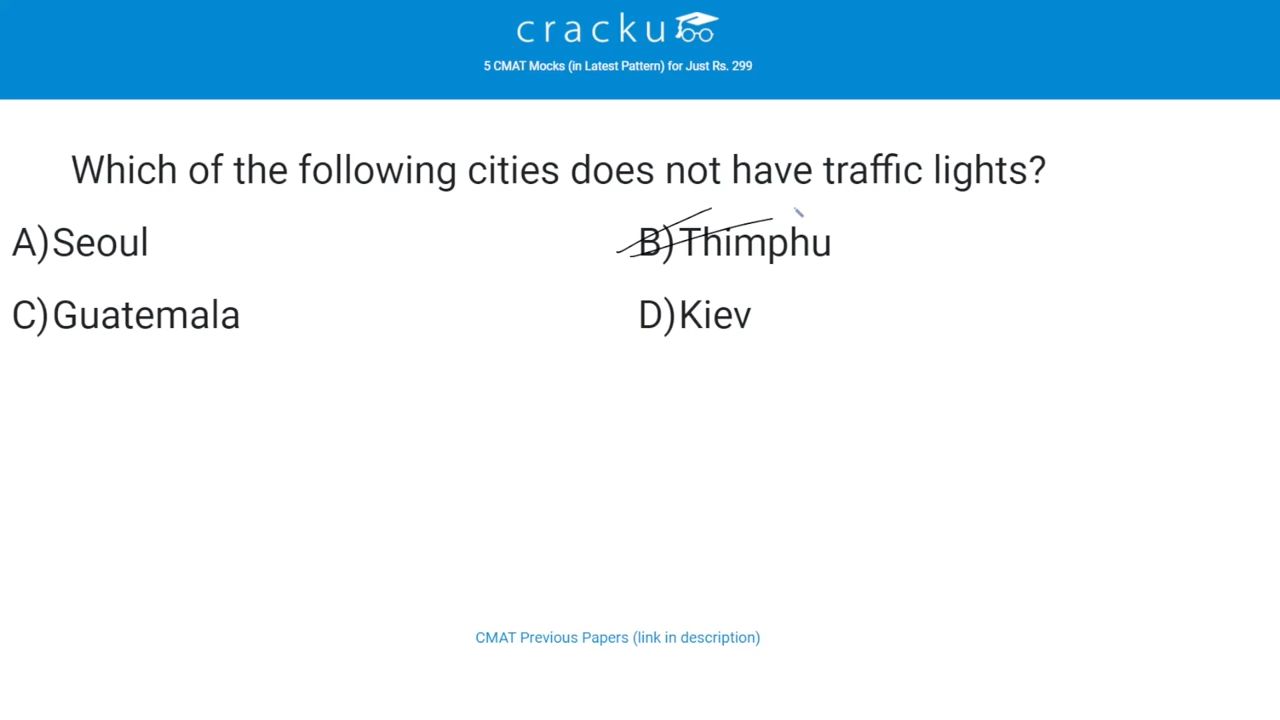 cracku
5 CMAT Mocks (in Latest Pattern) for Just Rs. 299
Which of the following cities does not have traffic lights?
A)Seoul B)Thimphu
C)Guatemala D)Kiev
CMAT Previous Papers (link in description)